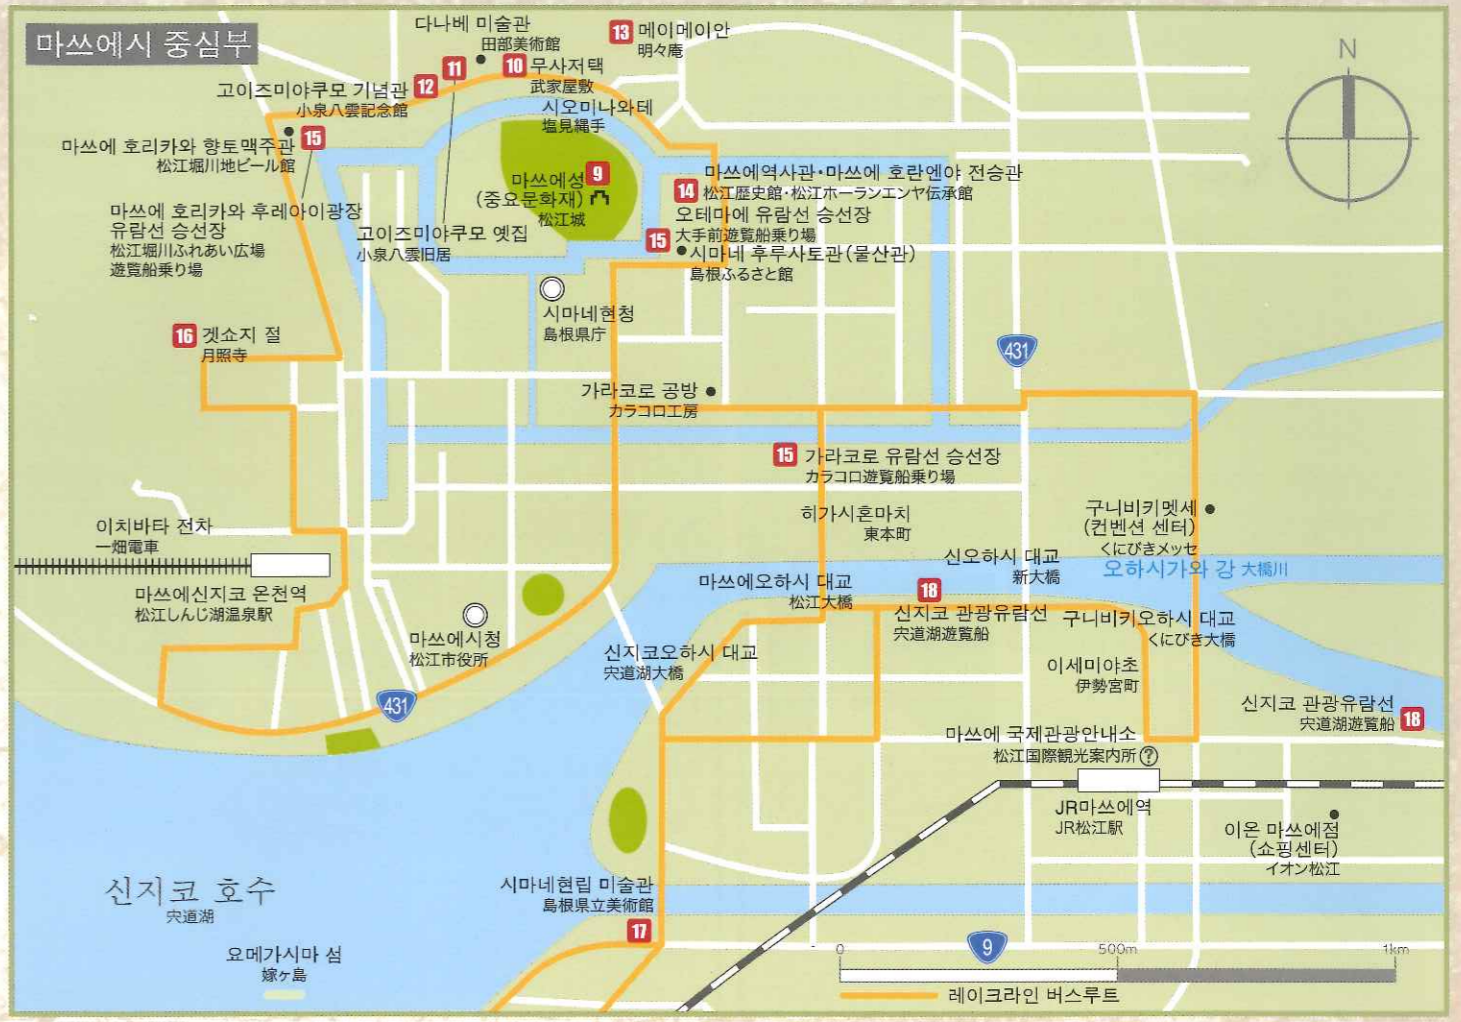 마쓰에시 중심부
다나베 미술관
田部美術館
13 메이메이안
明々庵
N
11
10 무사저택
武家屋敷
고이즈미야쿠모 기념관 12
小泉八雲記念館
시오미나와테
塩見縄手
마쓰에 호리카와 향토맥주관 15
松江堀川地ビール館
마쓰에성 9
(중요문화재)
松江城
14 마쓰에역사관·마쓰에 호란엔야 전승관
松江歴史館・松江ホーランエンヤ伝承館
마쓰에 호리카와 후레아이광장
유람선 승선장
松江堀川ふれあい広場
遊覧船乗り場
고이즈미야쿠모 옛집
小泉八雲旧居
오테마에 유람선 승선장
15 大手前遊覧船乗り場
시마네 후루사토관(물산관)
島根ふるさと館
시마네현청
島根県庁
16 겟쇼지 절
月照寺
431
가라코로 공방
カラコロ工房
15 가라코로 유람선 승선장
カラコロ遊覧船乗り場
히가시혼마치
東本町
구니비키멧세
(컨벤션 센터)
くにびきメッセ
이치바타 전차
一畑電車
신오하시 대교
新大橋
오하시가와 강 大橋川
마쓰에신지코 온천역
松江しんじ湖温泉駅
마쓰에오하시 대교
松江大橋
18
신지코 관광유람선
宍道湖遊覧船
구니비키오하시 대교
くにびき大橋
마쓰에시청
松江市役所
신지코오하시 대교
宍道湖大橋
이세미야초
伊勢宮町
431
신지코 관광유람선
宍道湖遊覧船 18
마쓰에 국제관광안내소
松江国際観光案内所 ?
JR마쓰에역
JR松江駅
이온 마쓰에점
(쇼핑센터)
イオン松江
신지코 호수
宍道湖
시마네현립 미술관
島根県立美術館
17
요메가시마 섬
嫁ヶ島
9
0 500m 1km
레이크라인 버스루트